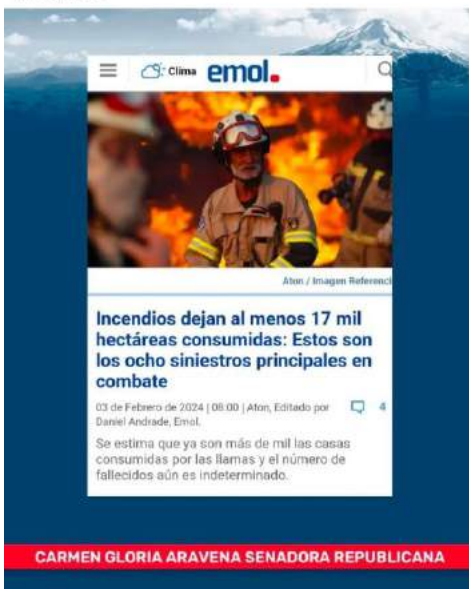 Clima emol.
Aton / Imagen Referenci
Incendios dejan al menos 17 mil
hectáreas consumidas: Estos son
los ocho siniestros principales en
combate
03 de Febrero de 2024 | 08:00 | Aton, Editado por
4
Daniel Andrade, Emol.
Se estima que ya son más de mil las casas
consumidas por las llamas y el número de
fallecidos aún es indeterminado.
CARMEN GLORIA ARAVENA SENADORA REPUBLICANA